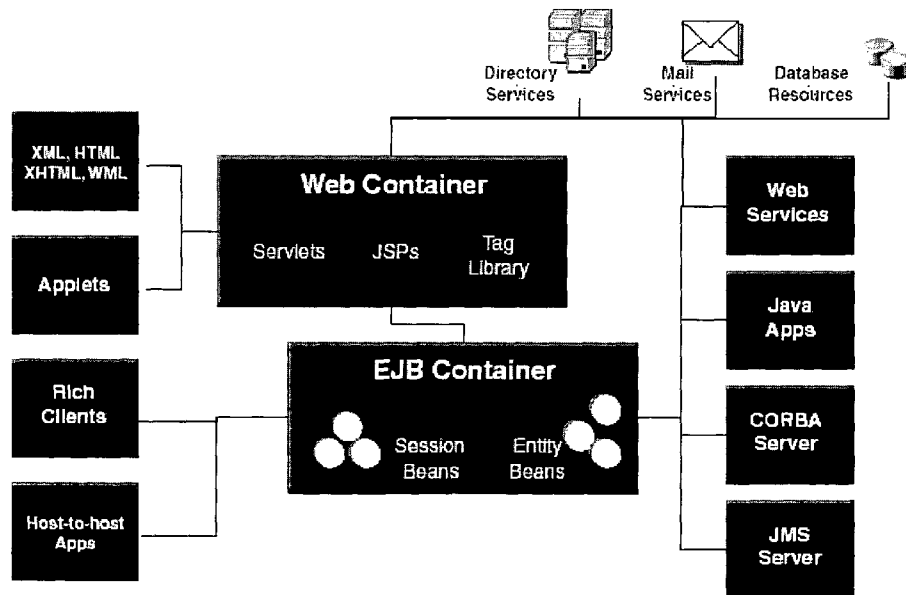 Directory
Services
Mail
Services
Database
Resources
XML, HTML
XHTML, WML
Applets
Rich
Clients
Host-to-host
Apps
Web Container
Servlets
JSPs
Tag
Library
EJB Container
Session
Beans
Entity
Beans
Web
Services
Java
Apps
CORBA
Server
JMS
Server